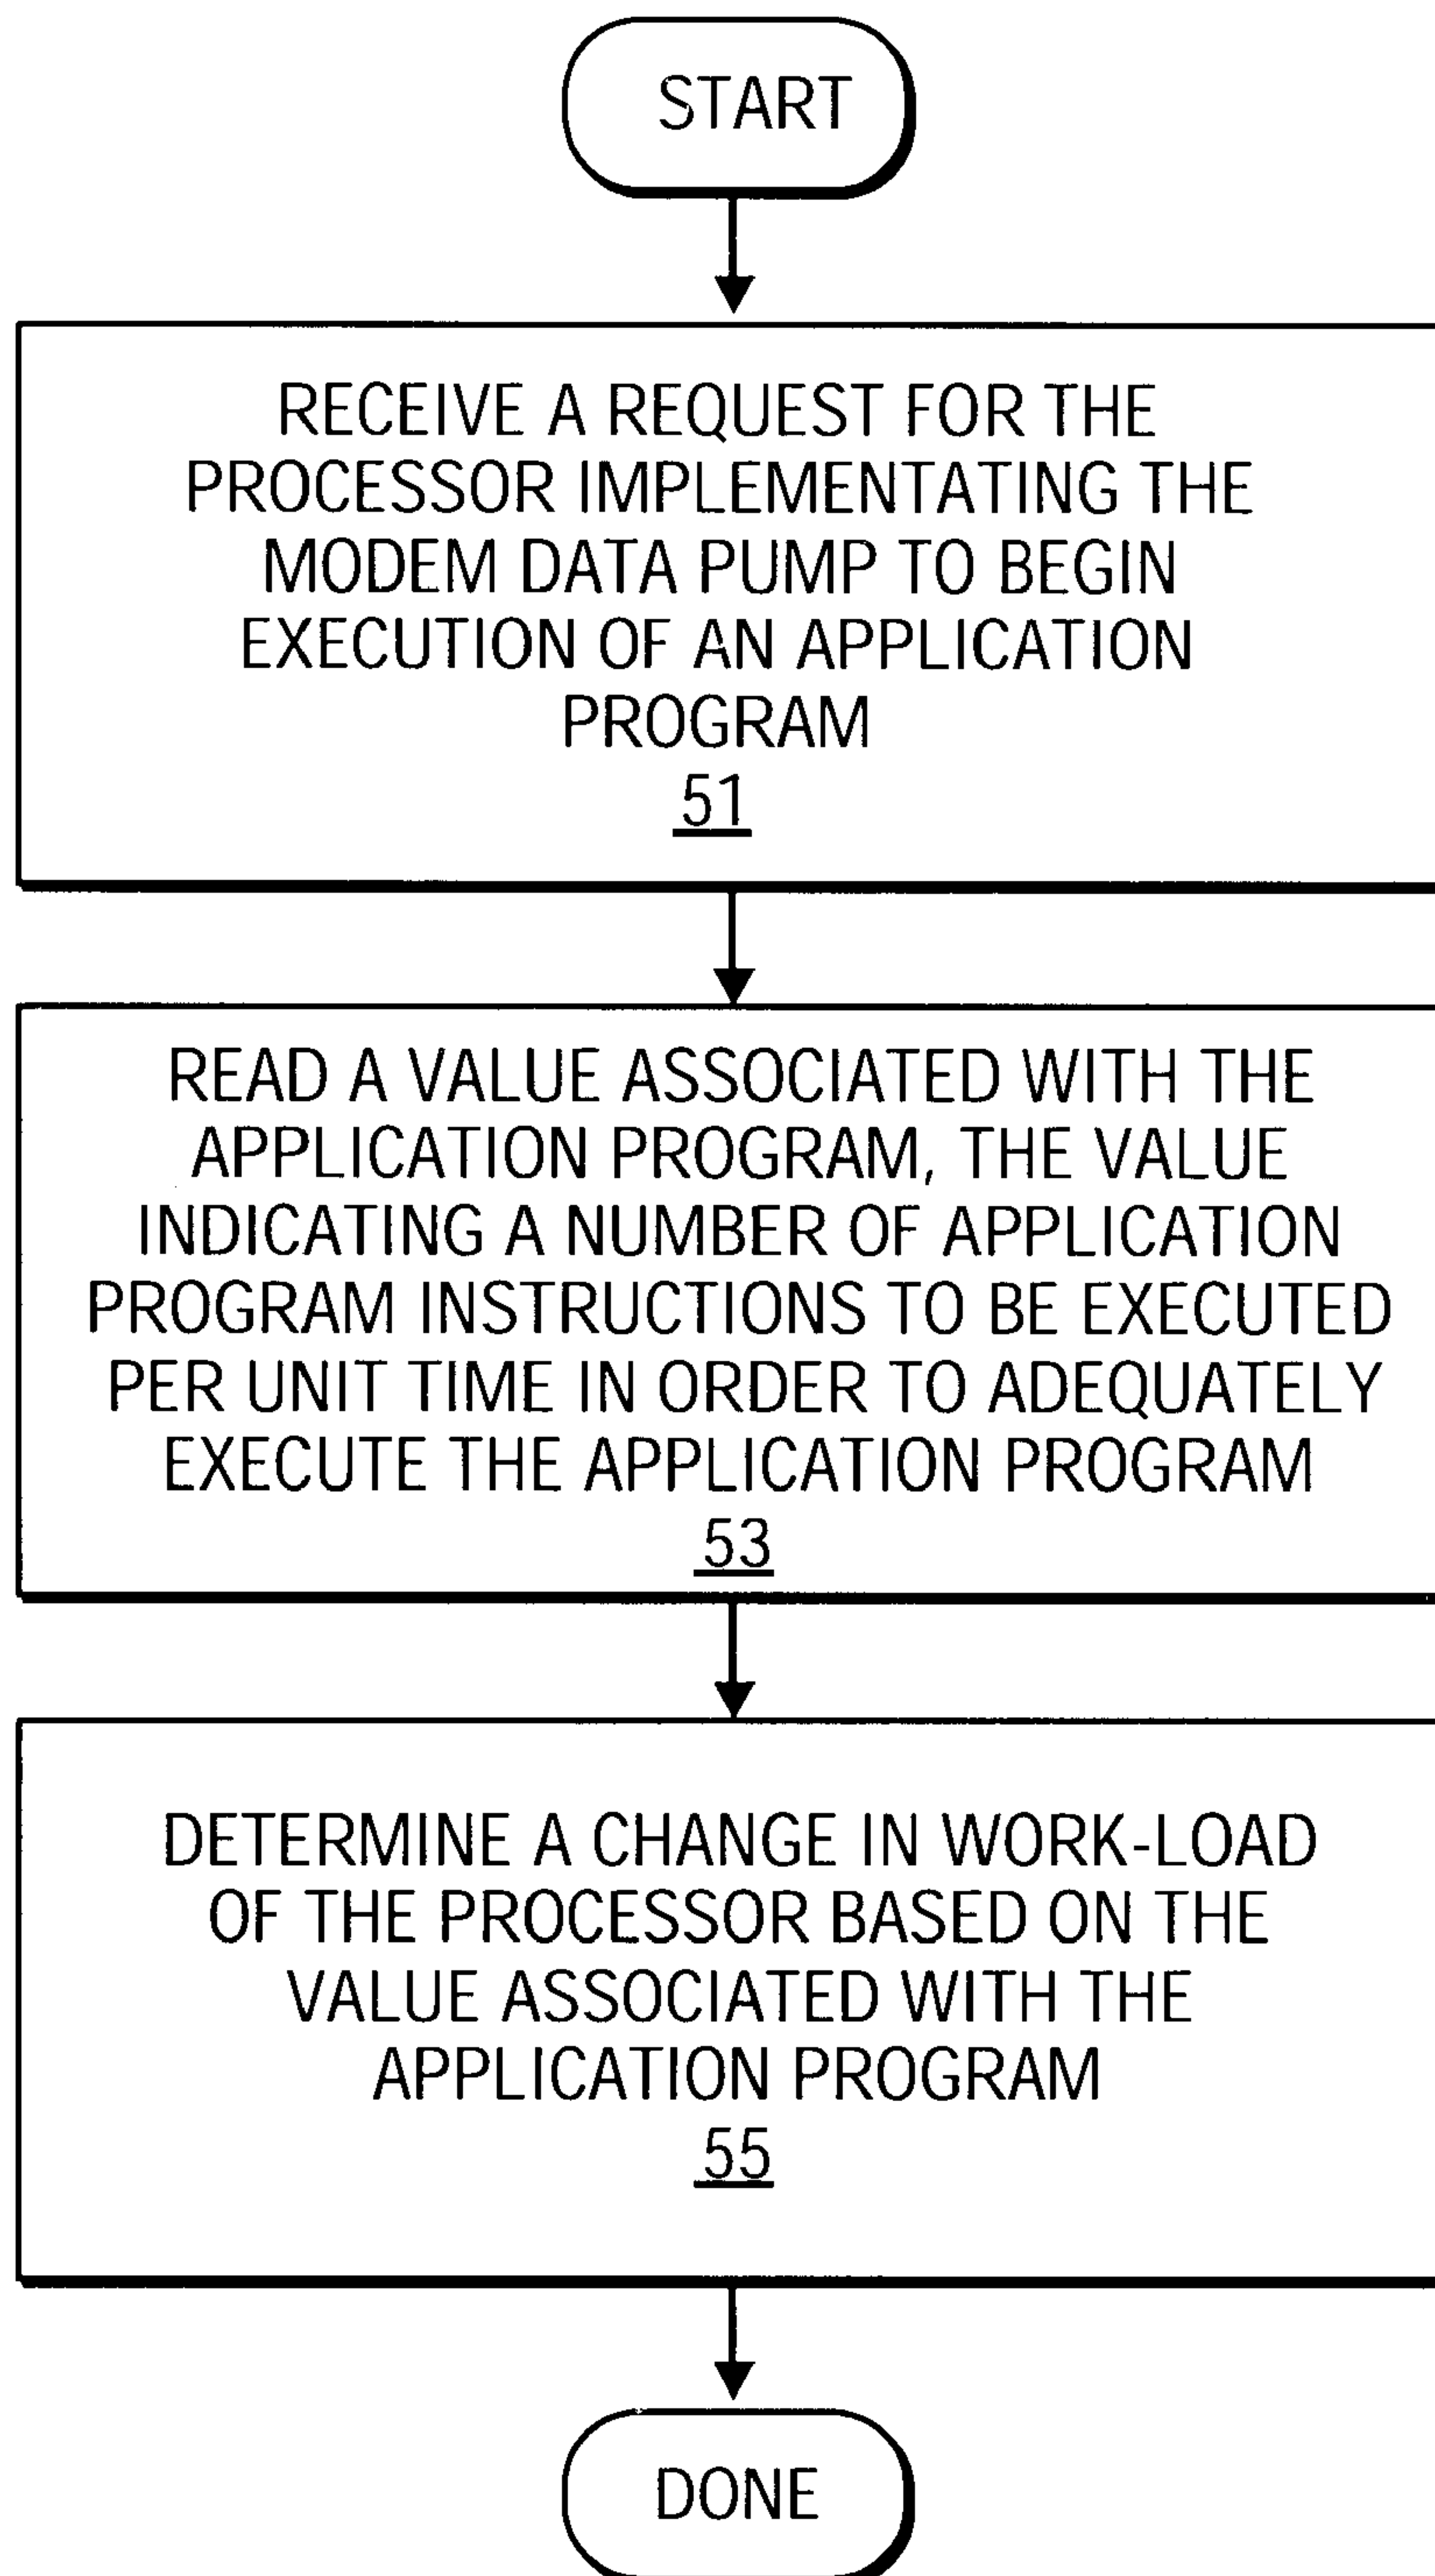 START
RECEIVE A REQUEST FOR THE
PROCESSOR IMPLEMENTATING THE
MODEM DATA PUMP TO BEGIN
EXECUTION OF AN APPLICATION
PROGRAM
51
READ A VALUE ASSOCIATED WITH THE
APPLICATION PROGRAM, THE VALUE
INDICATING A NUMBER OF APPLICATION
PROGRAM INSTRUCTIONS TO BE EXECUTED
PER UNIT TIME IN ORDER TO ADEQUATELY
EXECUTE THE APPLICATION PROGRAM
53
DETERMINE A CHANGE IN WORK-LOAD
OF THE PROCESSOR BASED ON THE
VALUE ASSOCIATED WITH THE
APPLICATION PROGRAM
55
DONE